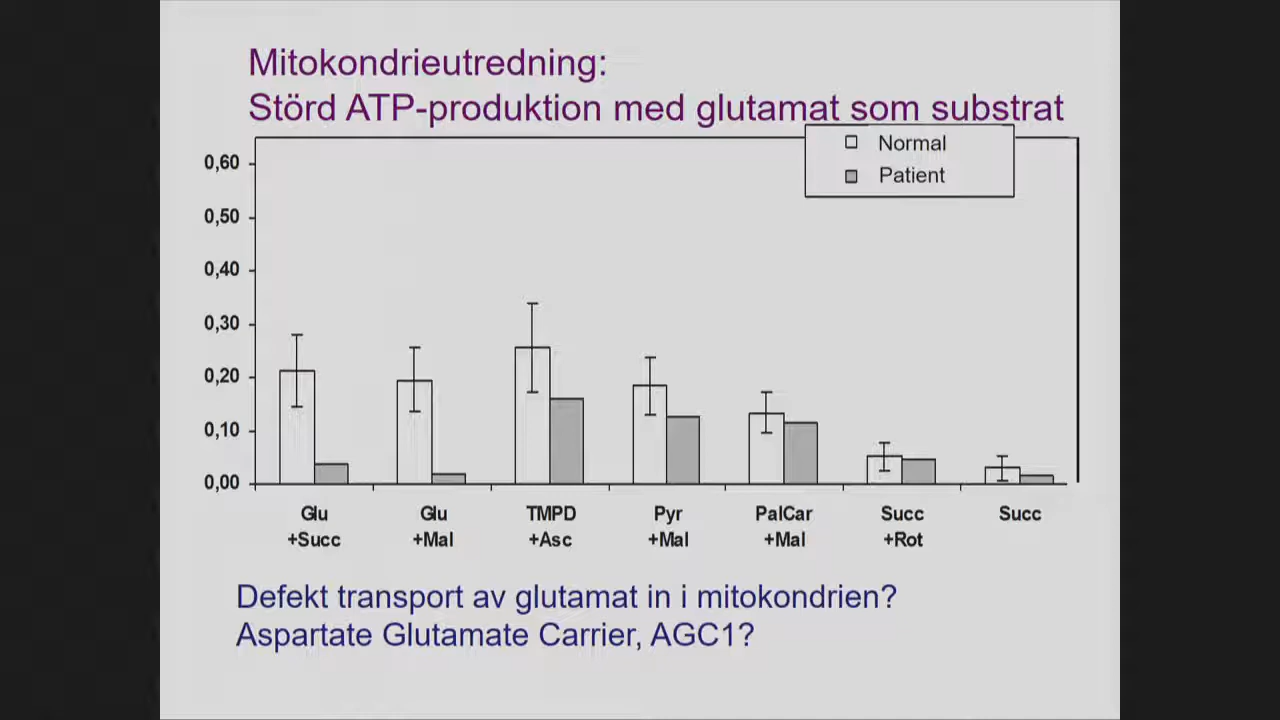 Mitokondrieutredning:
Störd ATP-produktion med glutamat som substrat
Normal
Patient
0,60
0,50
0,40
0,30
0,20
0,10
0,00
Glu +Succ
Glu +Mal
TMPD +Asc
Pyr +Mal
PalCar +Mal
Succ +Rot
Succ
Defekt transport av glutamat in i mitokondrien?
Aspartate Glutamate Carrier, AGC1?